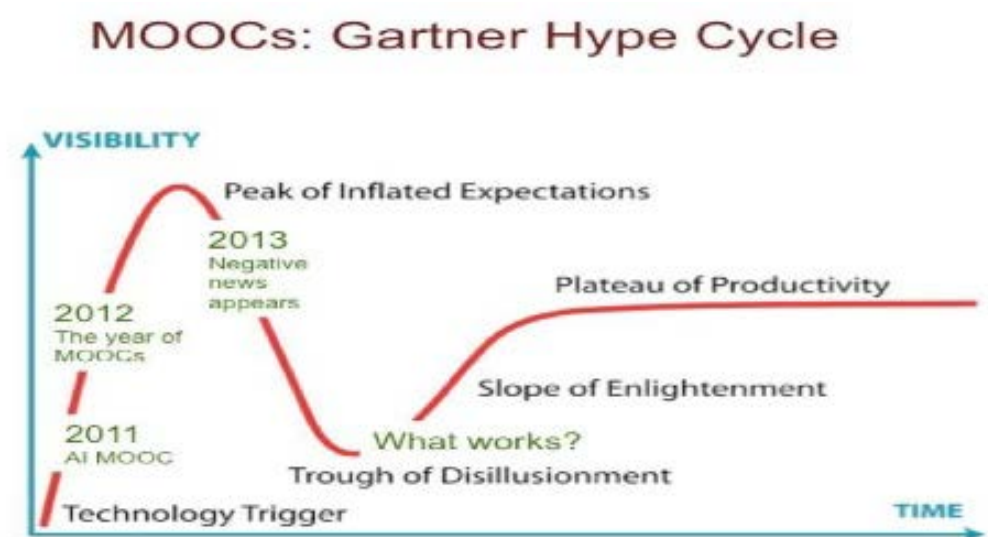 MOOCs: Gartner Hype Cycle
VISIBILITY
Peak of Inflated Expectations
2013
Negative
news
appears
Plateau of Productivity
2012
The year of
MOOCs
Slope of Enlightenment
2011
AI MOOC
What works?
Trough of Disillusionment
Technology Trigger
TIME